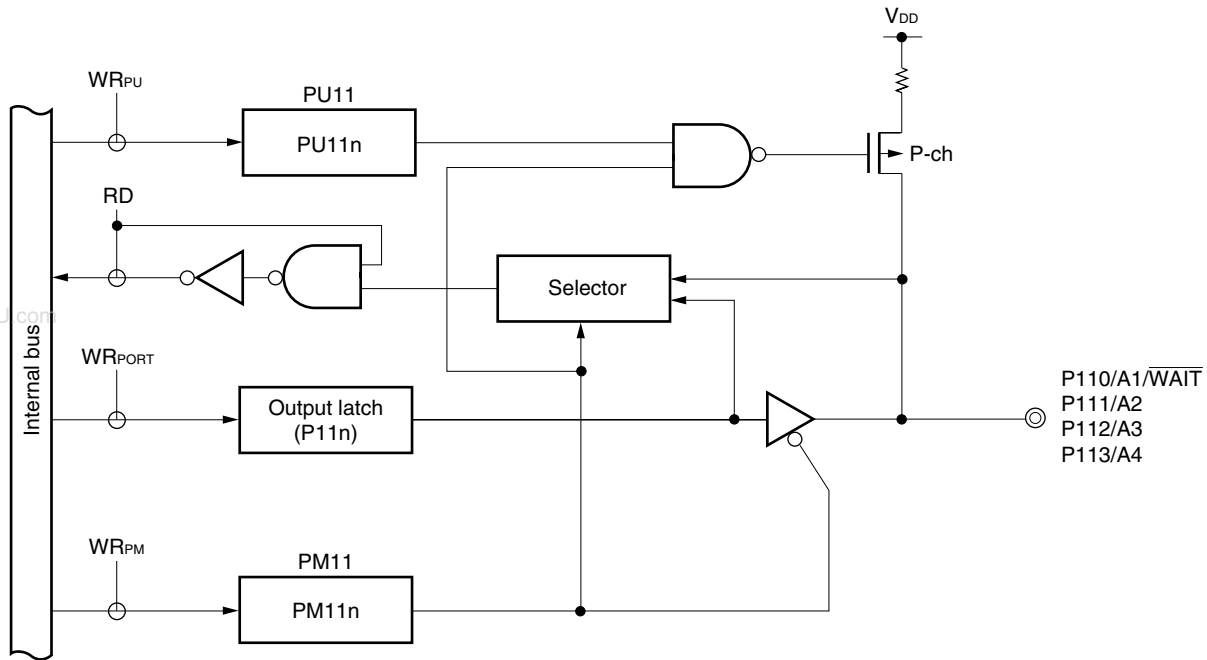 VDD
WRPU
PU11
PU11n
P-ch
RD
Selector
U.com
Internal bus
WRPORT
Output latch
(P11n)
P110/A1/W̅A̅I̅T̅
P111/A2
P112/A3
P113/A4
WRPM
PM11
PM11n